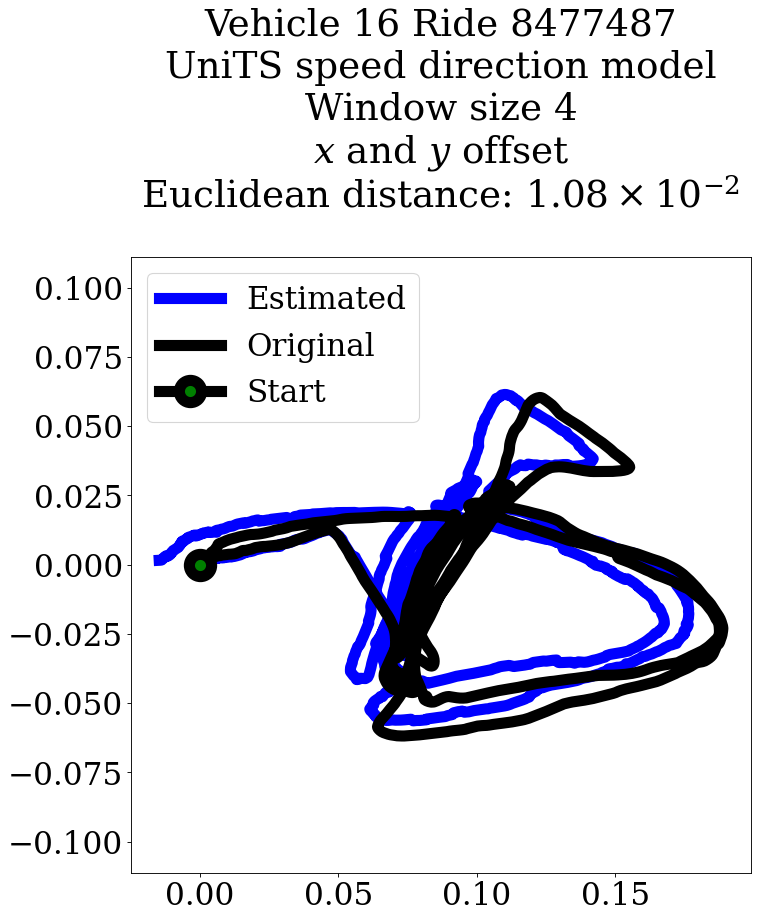 Vehicle 16 Ride 8477487
UniTS speed direction model
Window size 4
x and y offset
Euclidean distance: 1.08 × 10⁻²
Estimated
Original
Start
0.100
0.075
0.050
0.025
0.000
−0.025
−0.050
−0.075
−0.100
0.00 0.05 0.10 0.15